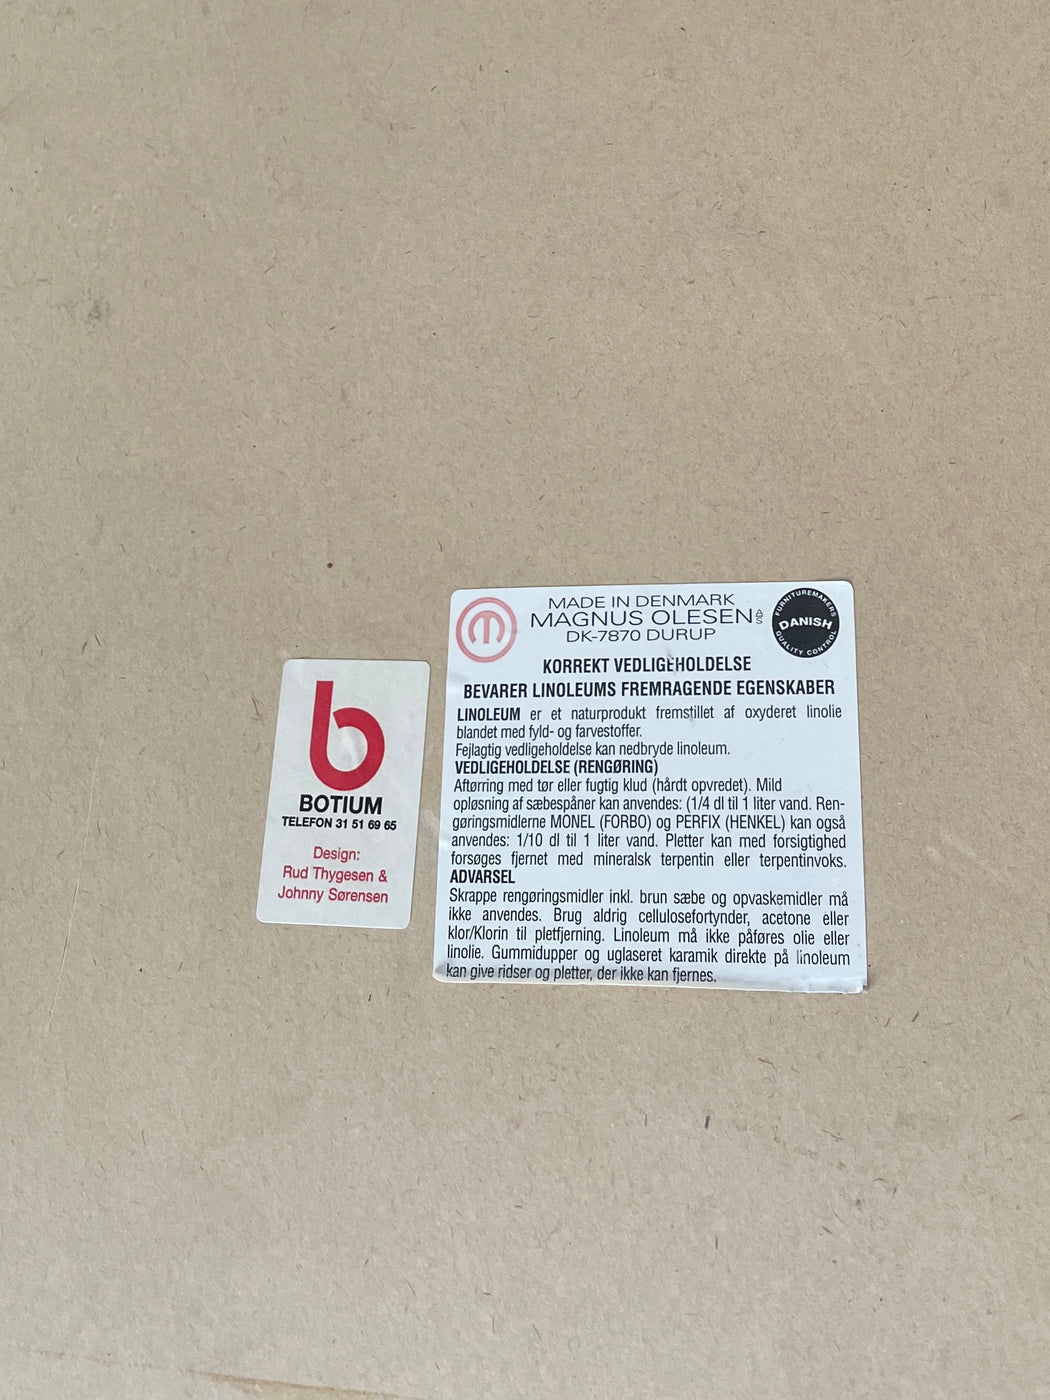 b
BOTIUM
TELEFON 31 51 69 65
Design:
Rud Thygesen &
Johnny Sørensen
m
MADE IN DENMARK
MAGNUS OLESEN A/S
DK-7870 DURUP
FURNITUREMAKERS
DANISH
QUALITY CONTROL
KORREKT VEDLIGEHOLDELSE
BEVARER LINOLEUMS FREMRAGENDE EGENSKABER
LINOLEUM er et naturprodukt fremstillet af oxyderet linolie
blandet med fyld- og farvestoffer.
Fejlagtig vedligeholdelse kan nedbryde linoleum.
VEDLIGEHOLDELSE (RENGØRING)
Aftørring med tør eller fugtig klud (hårdt opvredet). Mild
opløsning af sæbespåner kan anvendes: (1/4 dl til 1 liter vand. Ren-
gøringsmidlerne MONEL (FORBO) og PERFIX (HENKEL) kan også
anvendes: 1/10 dl til 1 liter vand. Pletter kan med forsigtighed
forsøges fjernet med mineralsk terpentin eller terpentinvoks.
ADVARSEL
Skrappe rengøringsmidler inkl. brun sæbe og opvaskemidler må
ikke anvendes. Brug aldrig cellulosefortynder, acetone eller
klor/Klorin til pletfjerning. Linoleum må ikke påføres olie eller
linolie. Gummidupper og uglaseret karamik direkte på linoleum
kan give ridser og pletter, der ikke kan fjernes.